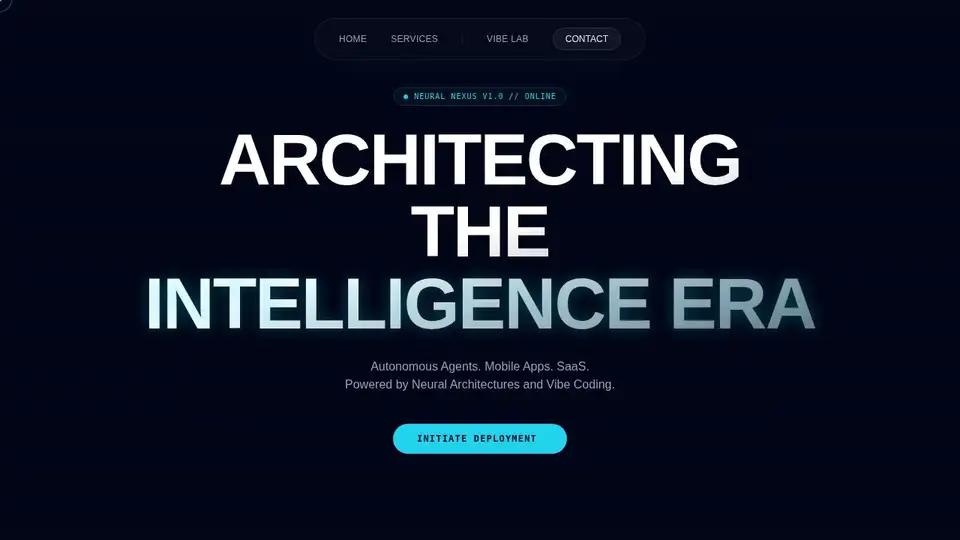 HOME SERVICES VIBE LAB CONTACT
NEURAL NEXUS V1.0 // ONLINE
ARCHITECTING
THE
INTELLIGENCE ERA
Autonomous Agents. Mobile Apps. SaaS.
Powered by Neural Architectures and Vibe Coding.
INITIATE DEPLOYMENT